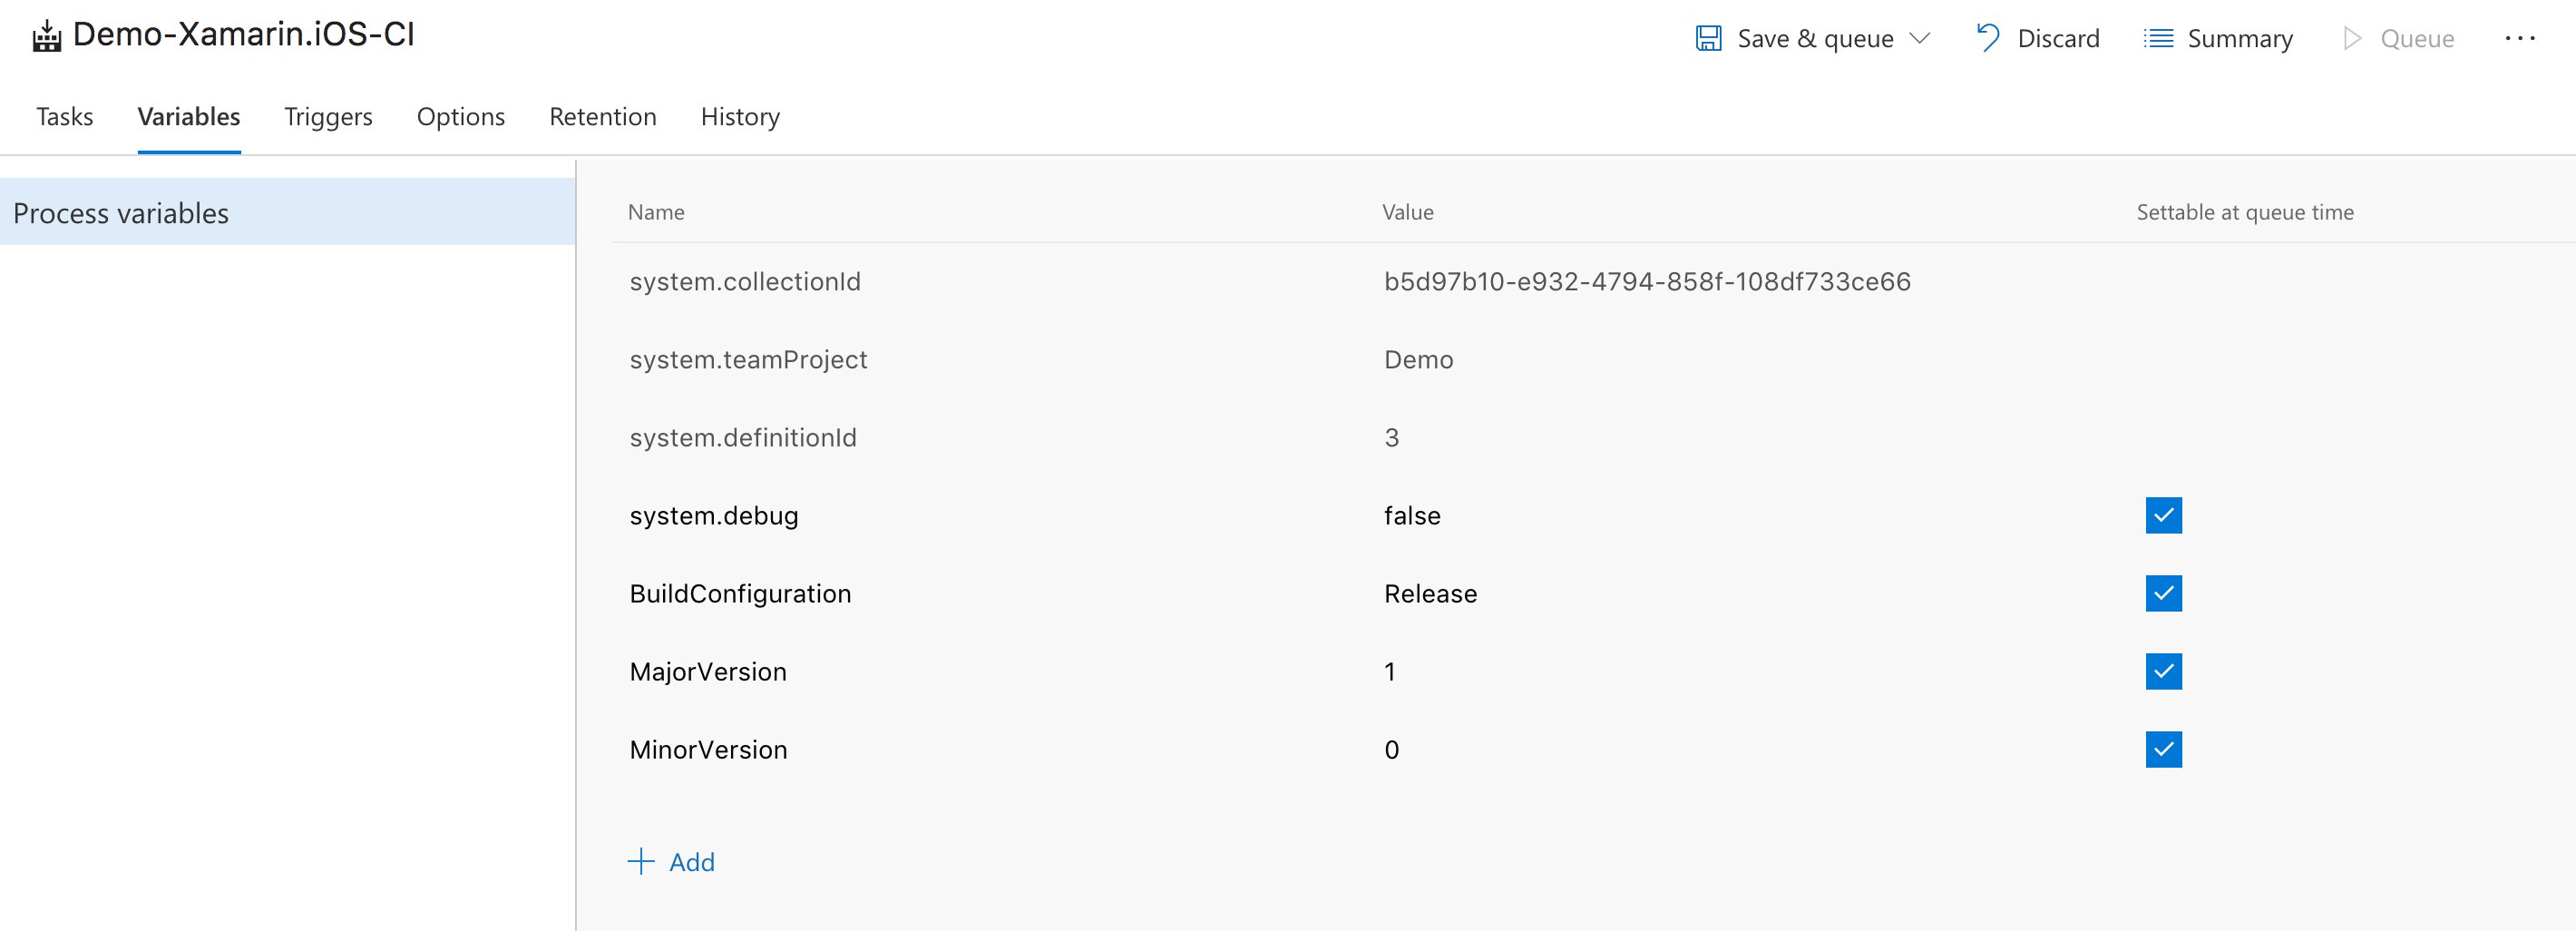 Demo-Xamarin.iOS-CI
Save & queue Discard Summary Queue ...
Tasks Variables Triggers Options Retention History
Process variables
Name Value Settable at queue time
system.collectionId b5d97b10-e932-4794-858f-108df733ce66
system.teamProject Demo
system.definitionId 3
system.debug false
BuildConfiguration Release
MajorVersion 1
MinorVersion 0
+ Add